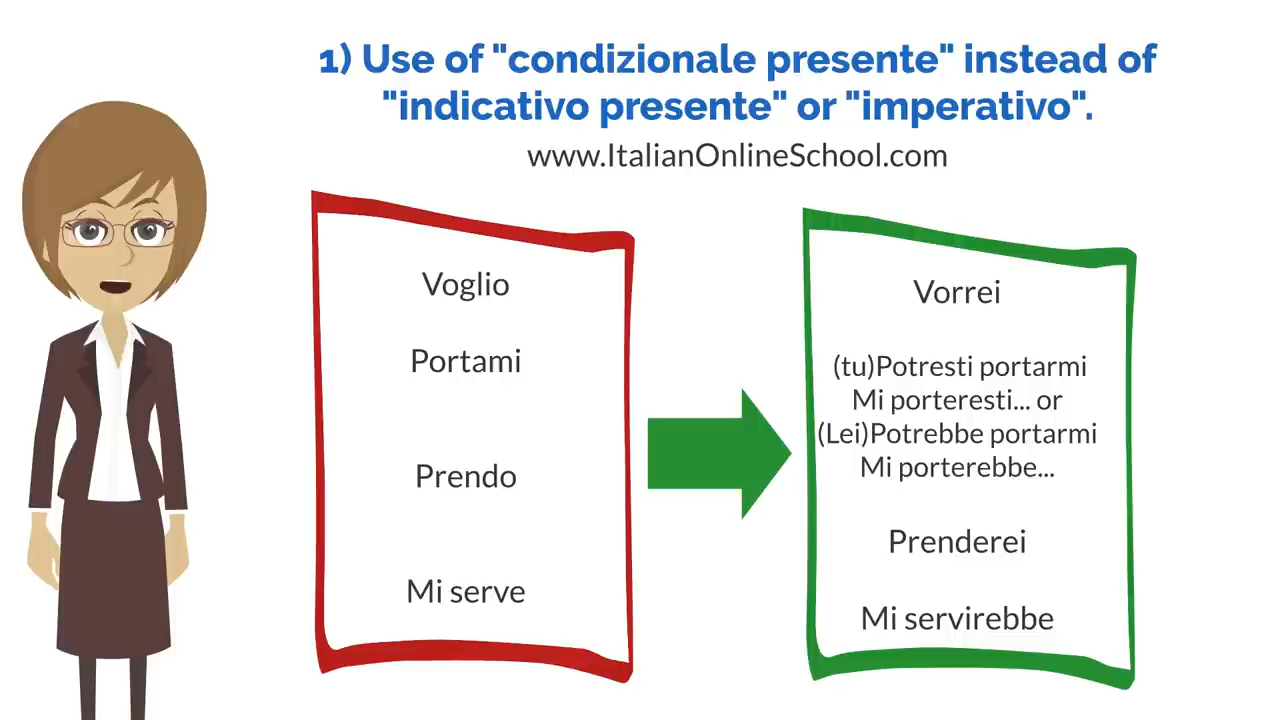 1) Use of "condizionale presente" instead of
"indicativo presente" or "imperativo".
www.ItalianOnlineSchool.com
Voglio
Portami
Prendo
Mi serve
Vorrei
(tu)Potresti portarmi
Mi porteresti... or
(Lei)Potrebbe portarmi
Mi porterebbe...
Prenderei
Mi servirebbe